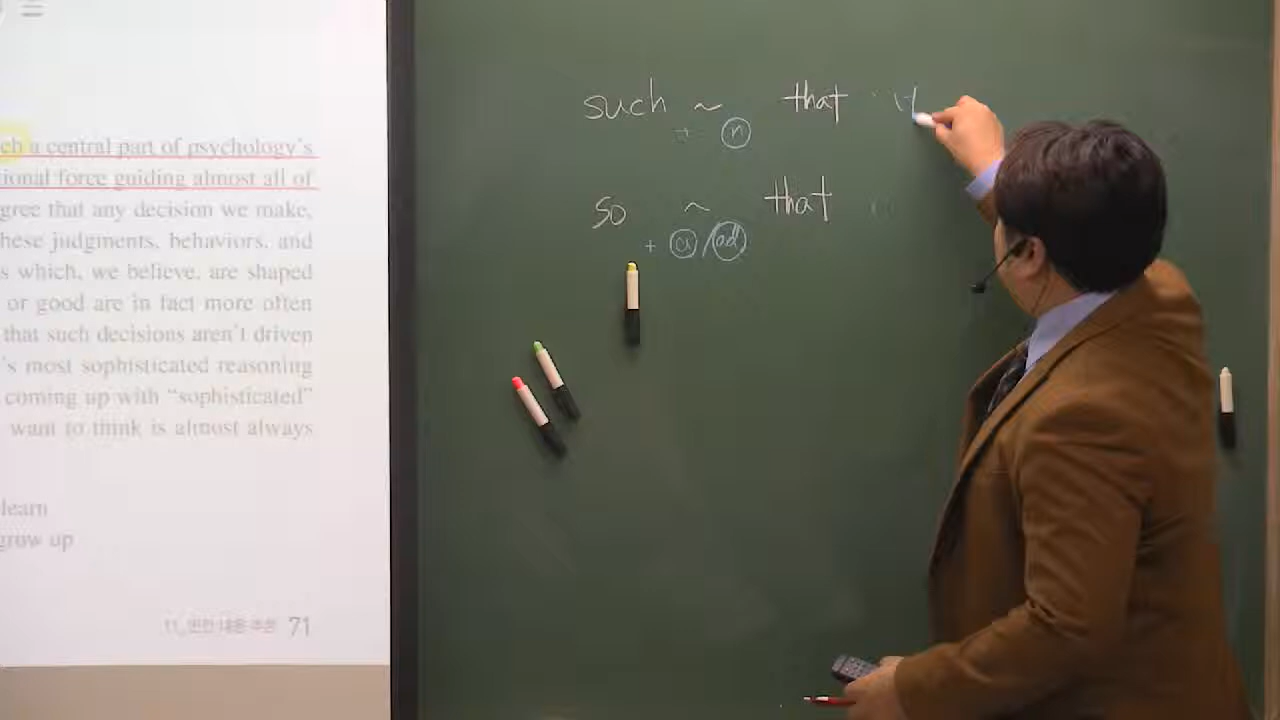 ch a central part of psychology's
ional force guiding almost all of
gree that any decision we make,
hese judgments, behaviors, and
s which, we believe, are shaped
or good are in fact more often
that such decisions aren't driven
's most sophisticated reasoning
coming up with “sophisticated”
want to think is almost always
learn
grow up
71
such ~ that
n
so ~ that
+ a / ad